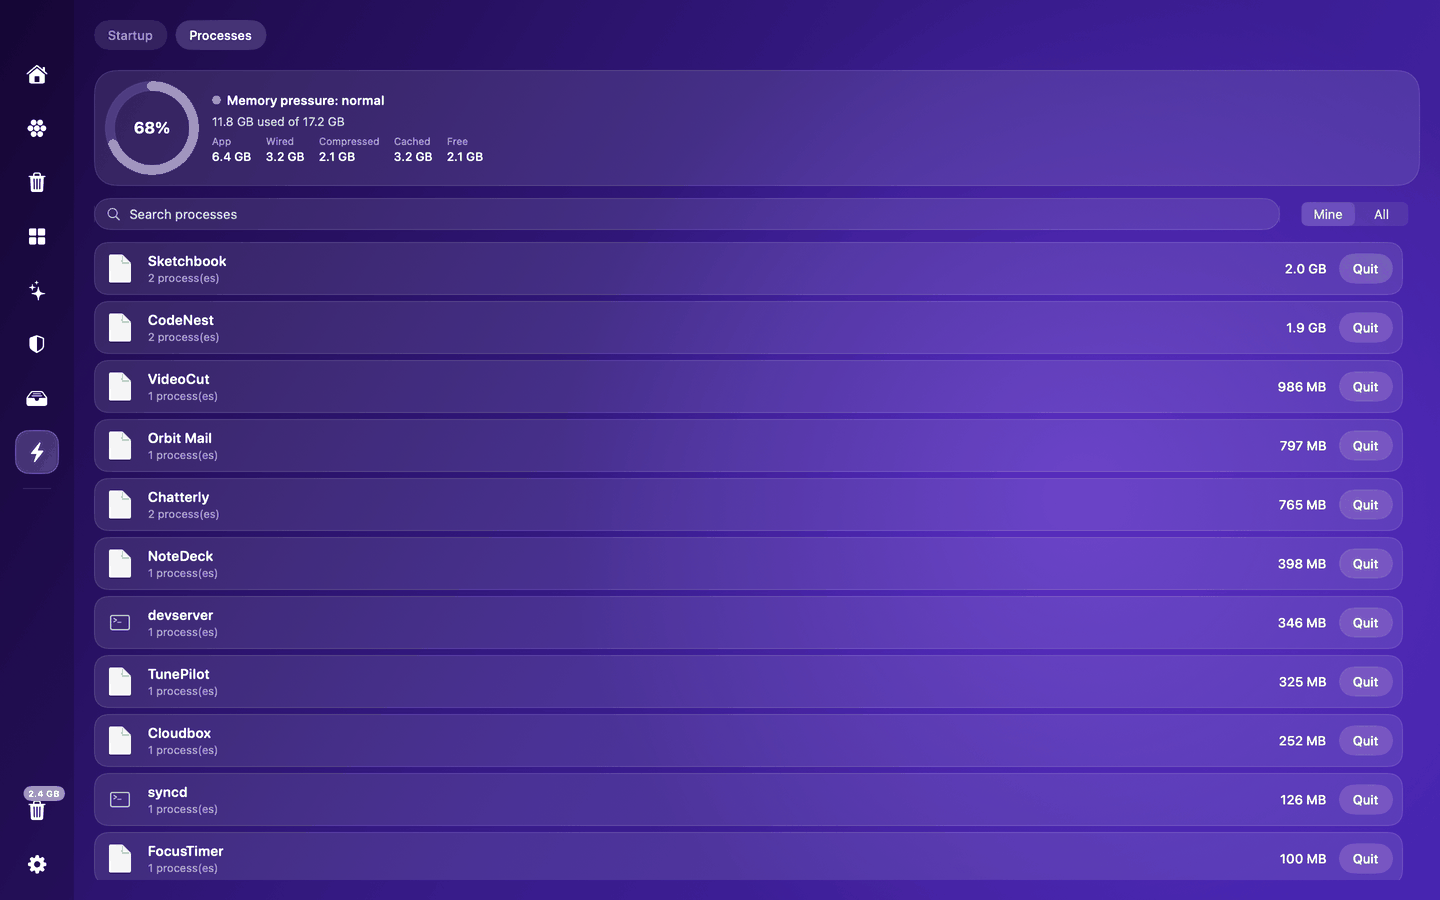 Startup
Processes
68%
Memory pressure: normal
11.8 GB used of 17.2 GB
App
Wired
Compressed
Cached
Free
6.4 GB
3.2 GB
2.1 GB
3.2 GB
2.1 GB
Search processes
Mine
All
Sketchbook
2 process(es)
2.0 GB
Quit
CodeNest
2 process(es)
1.9 GB
Quit
VideoCut
1 process(es)
986 MB
Quit
Orbit Mail
1 process(es)
797 MB
Quit
Chatterly
2 process(es)
765 MB
Quit
NoteDeck
1 process(es)
398 MB
Quit
devserver
1 process(es)
346 MB
Quit
TunePilot
1 process(es)
325 MB
Quit
Cloudbox
1 process(es)
252 MB
Quit
syncd
1 process(es)
126 MB
Quit
FocusTimer
1 process(es)
100 MB
Quit
2.4 GB